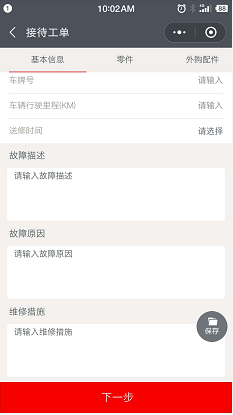 10:02AM
88
接待工单
基本信息 零件 外购配件
车牌号 请输入
车辆行驶里程(KM) 请输入
送修时间 请选择
故障描述
请输入故障描述
故障原因
请输入故障原因
维修措施
保存
请输入维修措施
下一步